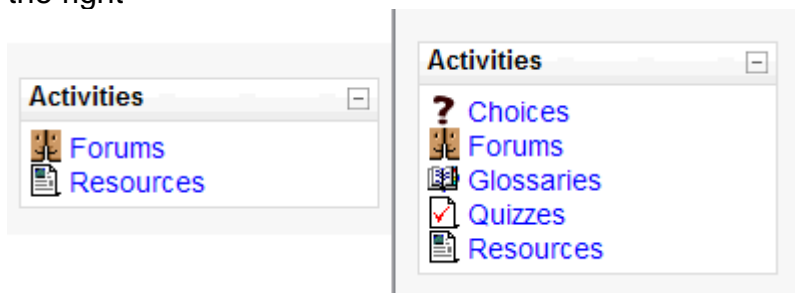 the right
Activities
Forums
Resources
Activities
Choices
Forums
Glossaries
Quizzes
Resources